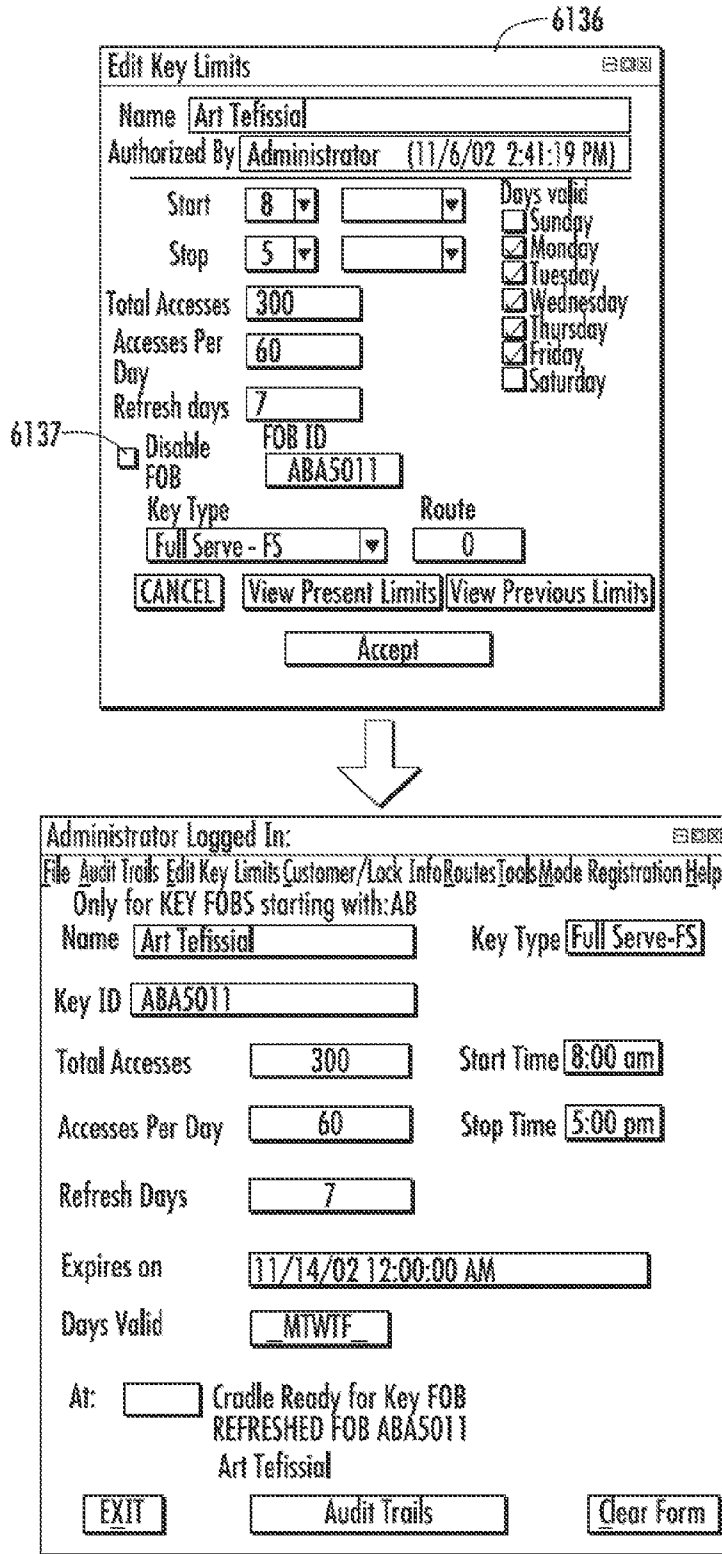 6136
Edit Key Limits
Name Art Tefissial
Authorized By Administrator (11/6/02 2:41:19 PM)
Start 8
Stop 5
Days valid
Sunday
Monday
Tuesday
Wednesday
Thursday
Friday
Saturday
Total Accesses 300
Accesses Per Day 60
Refresh days 7
6137
Disable FOB
FOB ID
ABA5011
Key Type
Full Serve - FS
Route
0
CANCEL View Present Limits View Previous Limits
Accept
Administrator Logged In:
File Audit Trails Edit Key Limits Customer/Lock Info Routes Tools Mode Registration Help
Only for KEY FOBS starting with:AB
Name Art Tefissial Key Type Full Serve-FS
Key ID ABA5011
Total Accesses 300 Start Time 8:00 am
Accesses Per Day 60 Stop Time 5:00 pm
Refresh Days 7
Expires on 11/14/02 12:00:00 AM
Days Valid _MTWTF_
At: Cradle Ready for Key FOB
REFRESHED FOB ABA5011
Art Tefissial
EXIT Audit Trails Clear Form